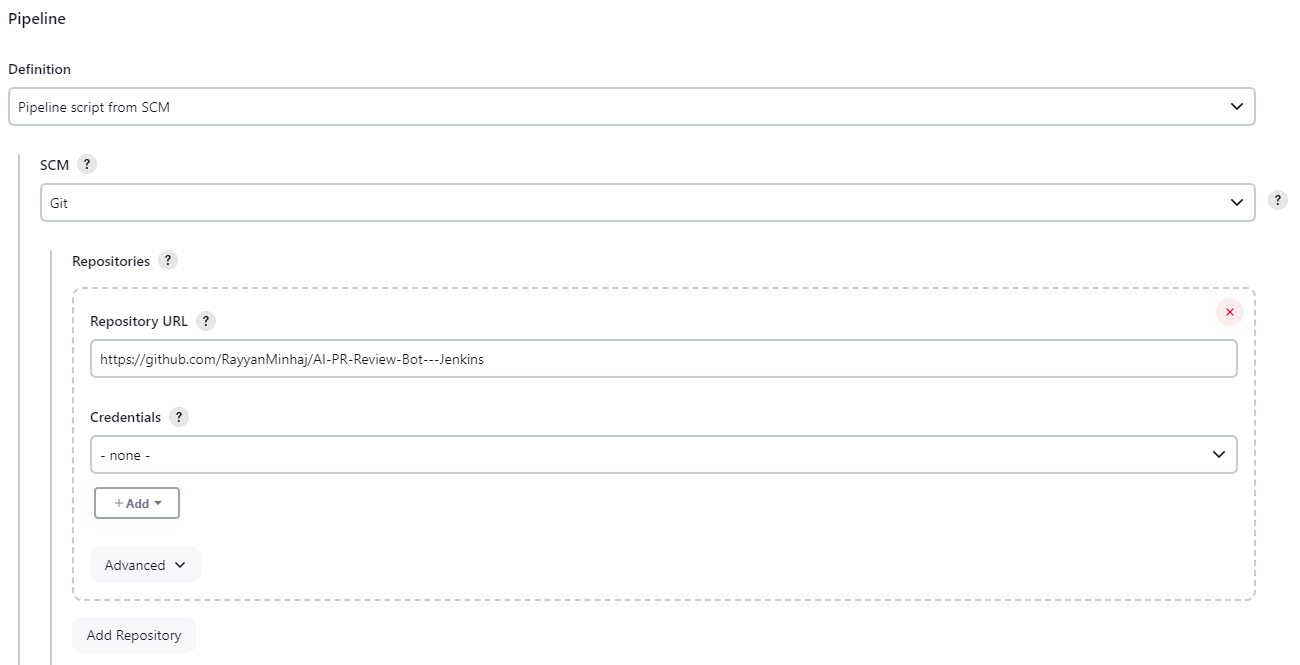 Pipeline
Definition
Pipeline script from SCM
SCM ?
Git
?
Repositories ?
Repository URL ?
https://github.com/RayyanMinhaj/AI-PR-Review-Bot---Jenkins
Credentials ?
- none -
+ Add
Advanced
Add Repository